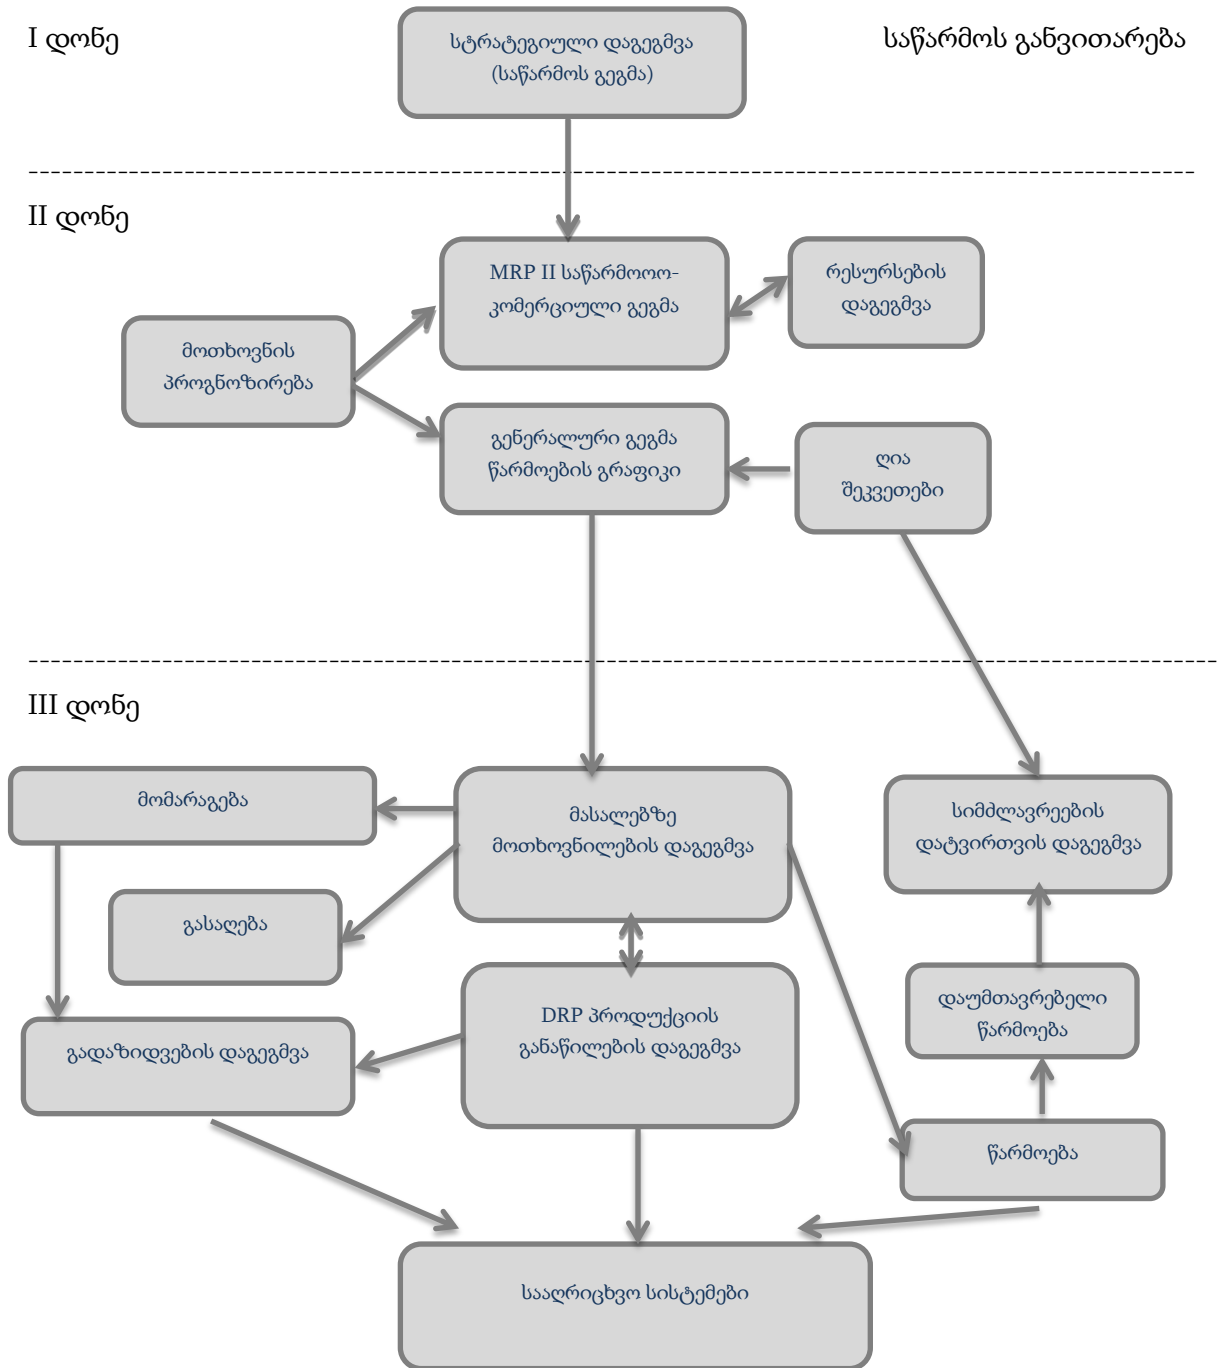 I დონე
სტრატეგიული დაგეგმვა
(საწარმოს გეგმა)
საწარმოს განვითარება
II დონე
MRP II საწარმოოო-
კომერციული გეგმა
რესურსების
დაგეგმვა
მოთხოვნის
პროგნოზირება
გენერალური გეგმა
წარმოების გრაფიკი
ღია
შეკვეთები
III დონე
მომარაგება
მასალებზე
მოთხოვნილების დაგეგმვა
სიმძლავრეების
დატვირთვის დაგეგმვა
გასაღება
გადაზიდვების დაგეგმვა
DRP პროდუქციის
განაწილების დაგეგმვა
დაუმთავრებელი
წარმოება
წარმოება
სააღრიცხვო სისტემები